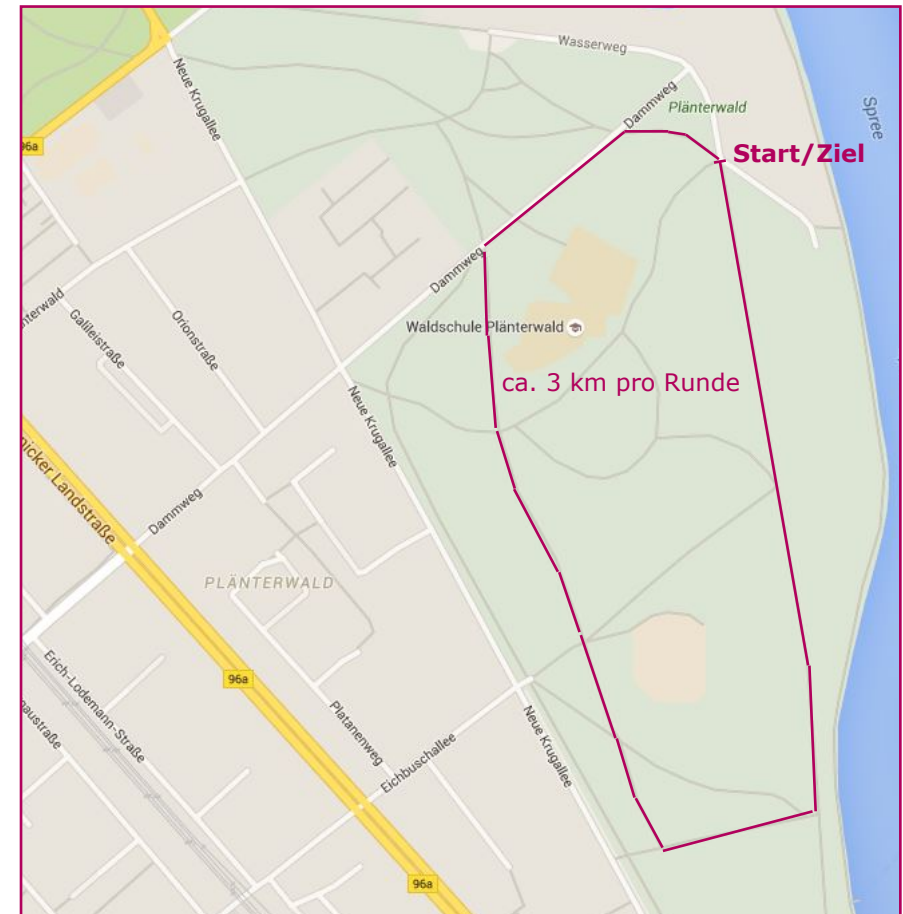 Wasserweg
Neue Krugallee
Spree
Dammweg
Plänterwald
96a
Start/Ziel
Dammweg
Galileistraße
Orionstraße
Waldschule Plänterwald
ca. 3 km pro Runde
Neue Krugallee
Landstraße
Dammweg
PLÄNTERWALD
Erich-Lodemann-Straße
96a
Platanenweg
Neue Krugallee
Eichbuschallee
96a